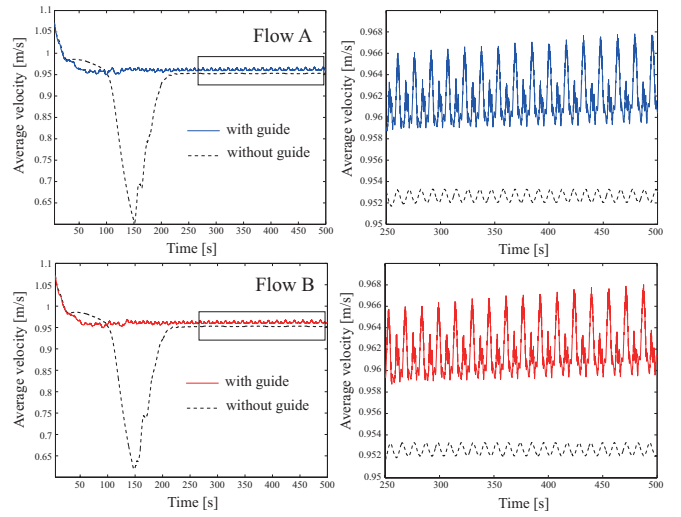 Flow A
Average velocity [m/s]
1.1
1.05
1
0.95
0.9
0.85
0.8
0.75
0.7
0.65
with guide
without guide
50 100 150 200 250 300 350 400 450 500
Time [s]
Average velocity [m/s]
0.968
0.966
0.964
0.962
0.96
0.958
0.956
0.954
0.952
0.95
250 300 350 400 450 500
Time [s]
Flow B
Average velocity [m/s]
1.1
1.05
1
0.95
0.9
0.85
0.8
0.75
0.7
0.65
with guide
without guide
50 100 150 200 250 300 350 400 450 500
Time [s]
Average velocity [m/s]
0.968
0.966
0.964
0.962
0.96
0.958
0.956
0.954
0.952
0.95
250 300 350 400 450 500
Time [s]